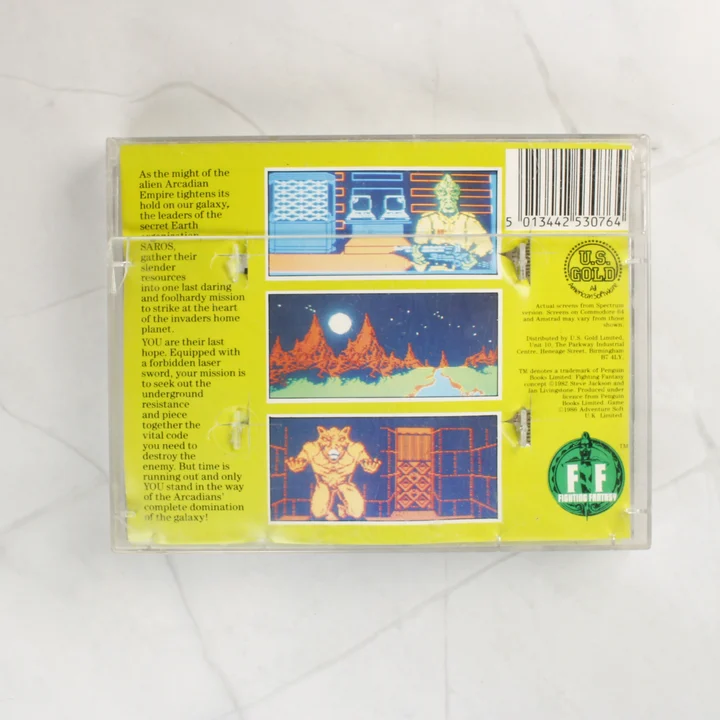 As the might of the
alien Arcadian
Empire tightens its
hold on our galaxy,
the leaders of the
secret Earth
organization
SAROS,
gather their
slender
resources
into one last daring
and foolhardy mission
to strike at the heart
of the invaders home
planet.
YOU are their last
hope. Equipped with
a forbidden laser
sword, your mission is
to seek out the
underground
resistance
and piece
together the
vital code
you need to
destroy the
enemy. But time is
running out and only
YOU stand in the way
of the Arcadians'
complete domination
of the galaxy!
5 013442 530764
U.S.
GOLD
All
American Software
Actual screens from Spectrum
version. Screens on Commodore 64
and Amstrad may vary from those
shown.
Distributed by U.S. Gold Limited,
Unit 10, The Parkway Industrial
Centre, Heneage Street, Birmingham
B7 4LY.
TM denotes a trademark of Penguin
Books Limited. Fighting Fantasy
concept ©1982 Steve Jackson and
Ian Livingstone. Produced under
licence from Penguin
Books Limited. Game
©1986 Adventure Soft
U.K. Limited.
TM
FF
FIGHTING FANTASY